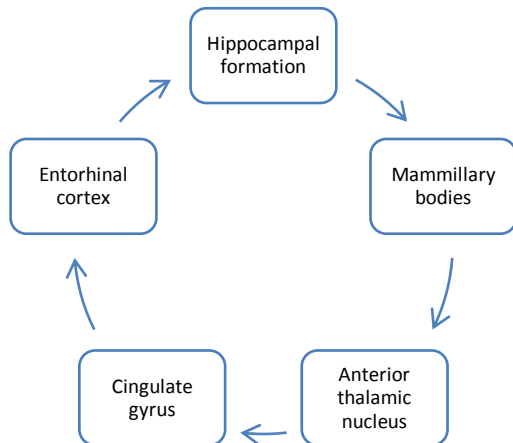 Hippocampal
formation
Mammillary
bodies
Anterior
thalamic
nucleus
Cingulate
gyrus
Entorhinal
cortex